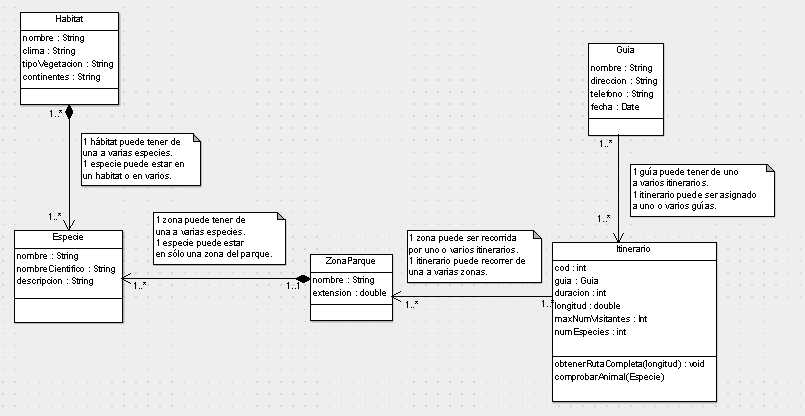 Habitat
nombre : String
clima : String
tipoVegetacion : String
continentes : String
1..*
1 hábitat puede tener de
una a varias especies.
1 especie puede estar en
un habitat o en varios.
1..*
Especie
nombre : String
nombreCientifico : String
descripcion : String
1..*
1 zona puede tener de
una a varias especies.
1 especie puede estar
en sólo una zona del parque.
1..1
ZonaParque
nombre : String
extension : double
1..*
1 zona puede ser recorrida
por uno o varios itinerarios.
1 itinerario puede recorrer de
una a varias zonas.
1..*
Guia
nombre : String
direccion : String
telefono : String
fecha : Date
1..*
1 guía puede tener de uno
a varios itinerarios.
1 itinerario puede ser asignado
a uno o varios guías.
1..*
Itinerario
cod : int
guia : Guia
duracion : int
longitud : double
maxNumVisitantes : Int
numEspecies : int
obtenerRutaCompleta(longitud) : void
comprobarAnimal(Especie)